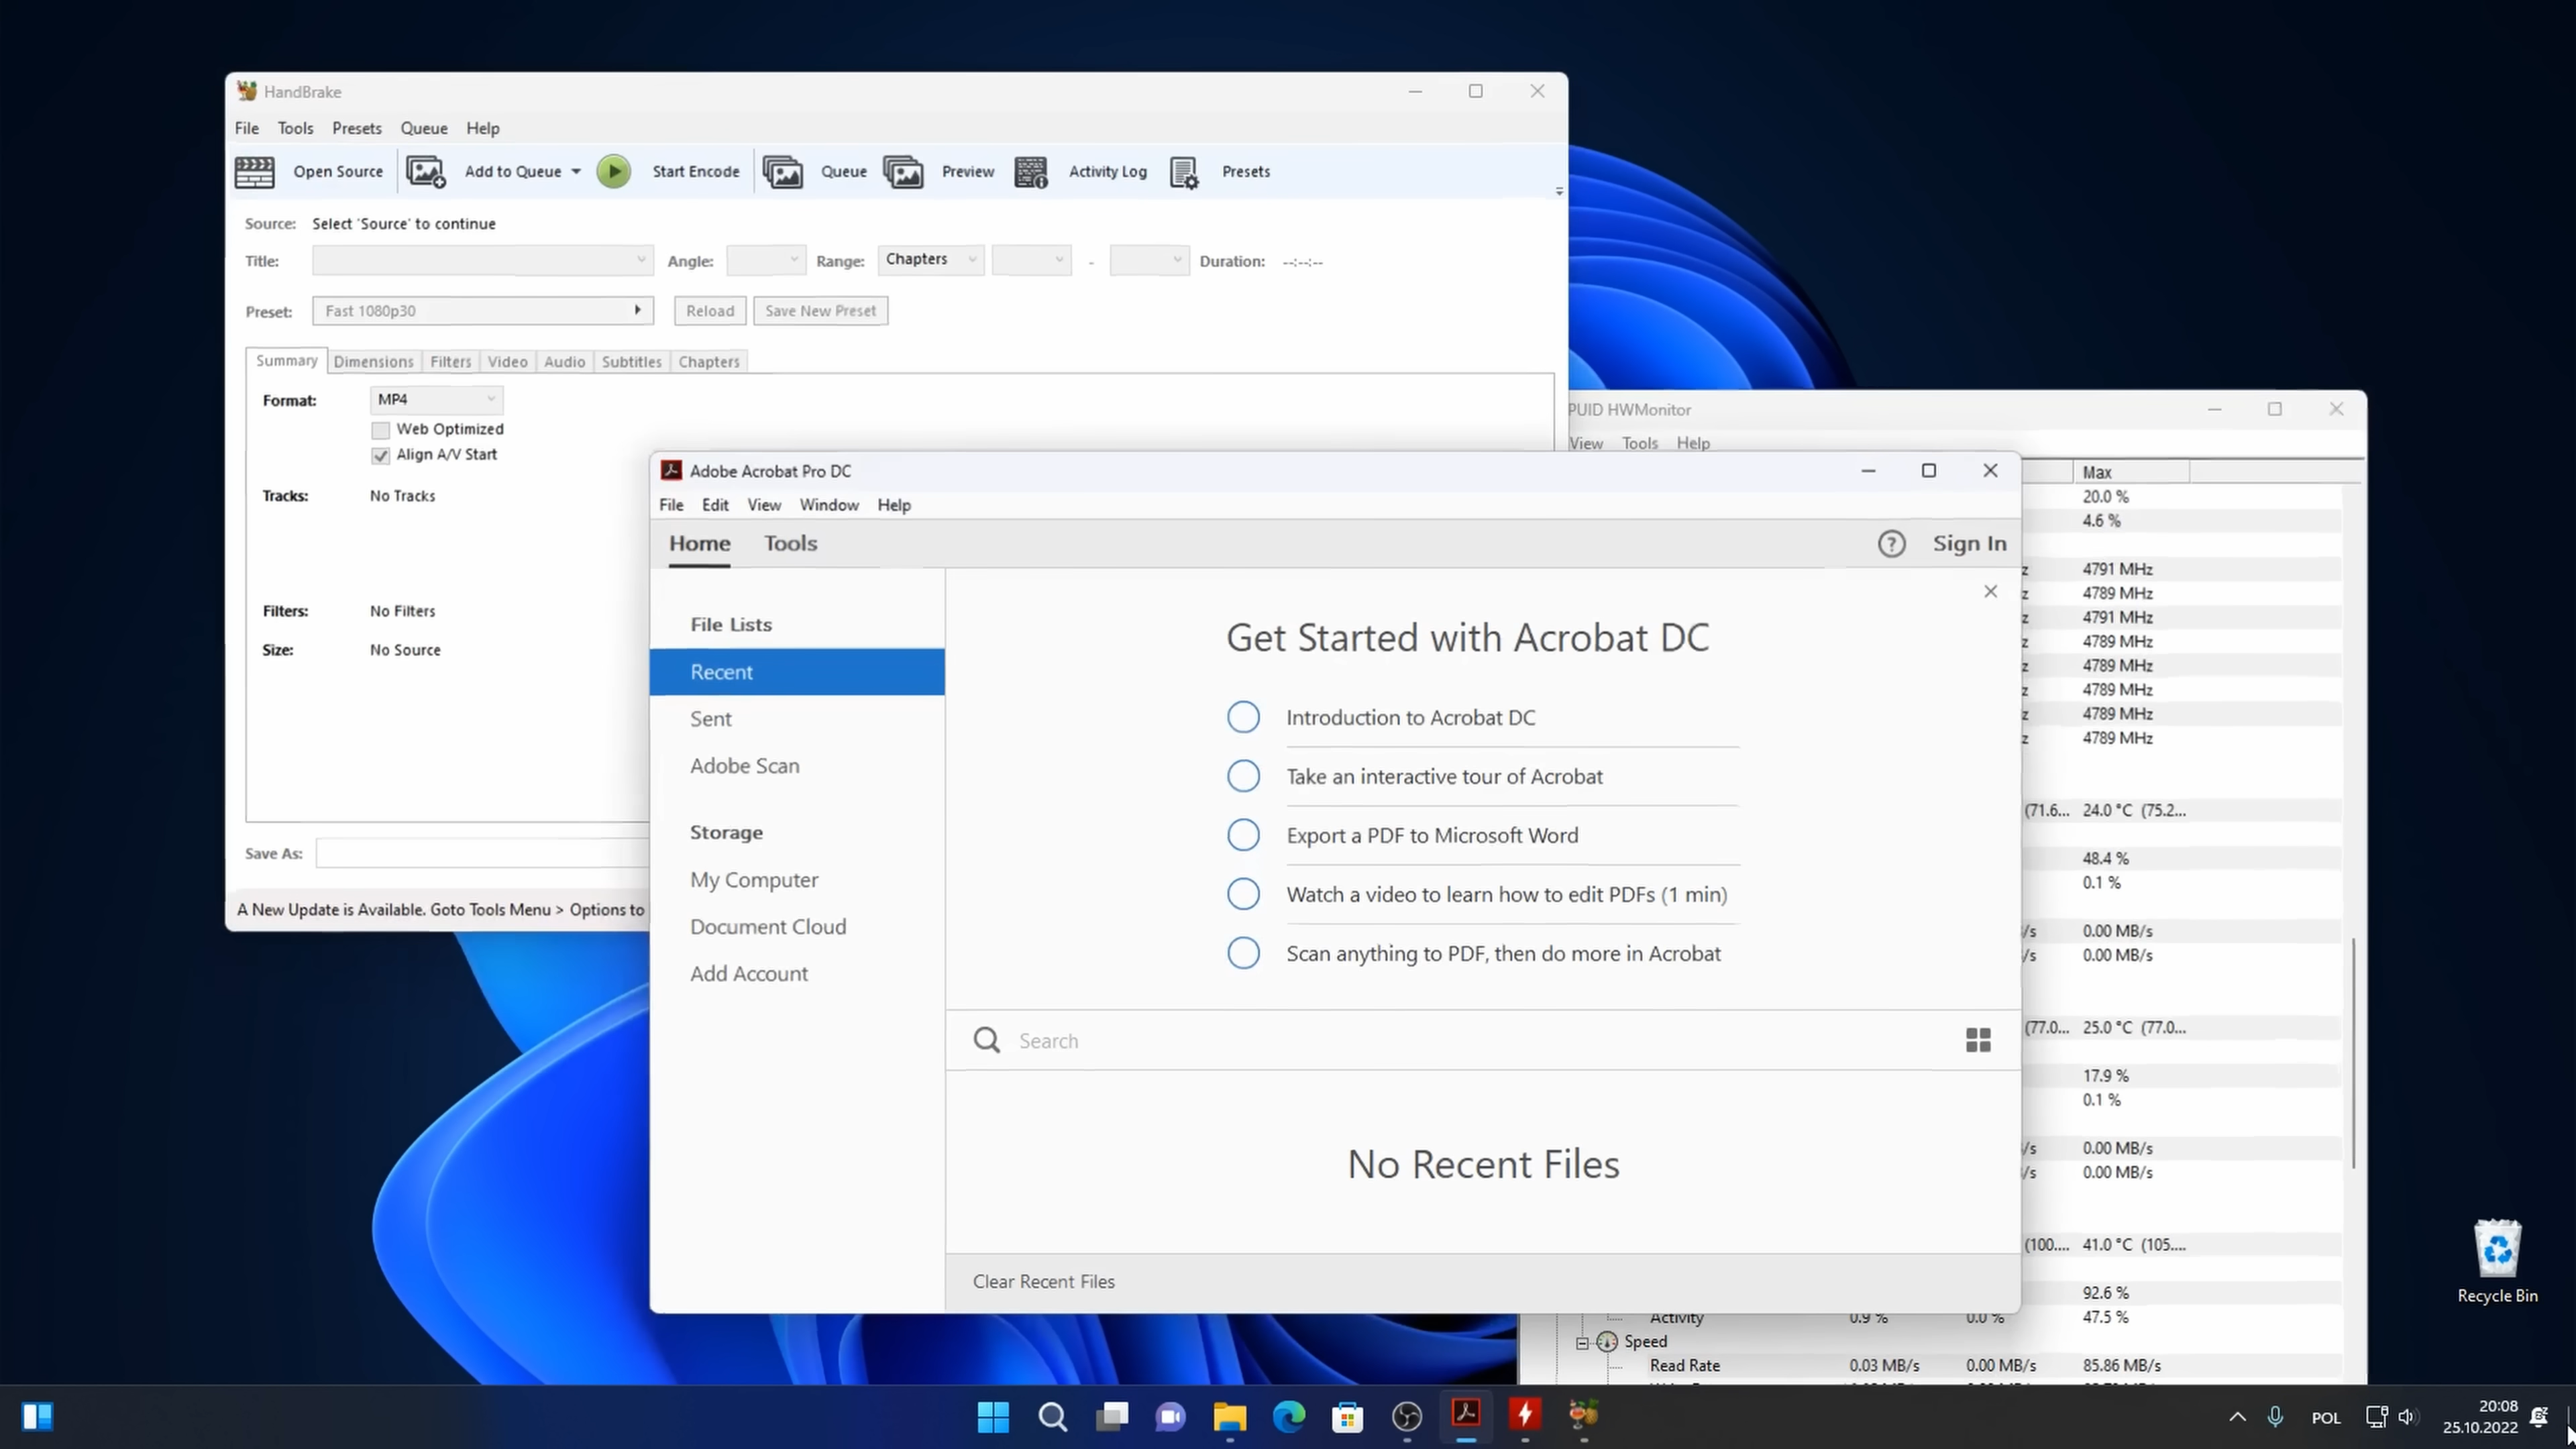 HandBrake
File Tools Presets Queue Help
Open Source Add to Queue Start Encode Queue Preview Activity Log Presets
Source: Select 'Source' to continue
Title: Angle: Range: Chapters - Duration: --:--:--
Preset: Fast 1080p30 Reload Save New Preset
Summary Dimensions Filters Video Audio Subtitles Chapters
Format: MP4
Web Optimized
Align A/V Start
Tracks: No Tracks
Filters: No Filters
Size: No Source
Save As:
A New Update is Available. Goto Tools Menu > Options to
Adobe Acrobat Pro DC
File Edit View Window Help
Home Tools
Sign In
File Lists
Recent
Sent
Adobe Scan
Storage
My Computer
Document Cloud
Add Account
Get Started with Acrobat DC
Introduction to Acrobat DC
Take an interactive tour of Acrobat
Export a PDF to Microsoft Word
Watch a video to learn how to edit PDFs (1 min)
Scan anything to PDF, then do more in Acrobat
Search
No Recent Files
Clear Recent Files
PUID HWMonitor
View Tools Help
Max
20.0 %
4.6 %
z 4791 MHz
z 4789 MHz
z 4791 MHz
z 4789 MHz
z 4789 MHz
z 4789 MHz
z 4789 MHz
z 4789 MHz
(71.6... 24.0 °C (75.2...
48.4 %
0.1 %
/s 0.00 MB/s
/s 0.00 MB/s
(77.0... 25.0 °C (77.0...
17.9 %
0.1 %
/s 0.00 MB/s
/s 0.00 MB/s
(100.... 41.0 °C (105....
92.6 %
Activity 0.9 % 0.0 % 47.5 %
Speed
Read Rate 0.03 MB/s 0.00 MB/s 85.86 MB/s
Recycle Bin
POL
20:08
25.10.2022